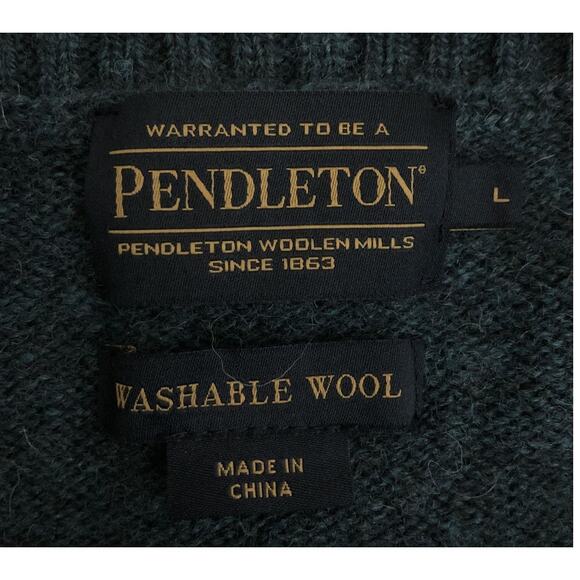 WARRANTED TO BE A
PENDLETON®
L
PENDLETON WOOLEN MILLS
SINCE 1863
WASHABLE WOOL
MADE IN
CHINA